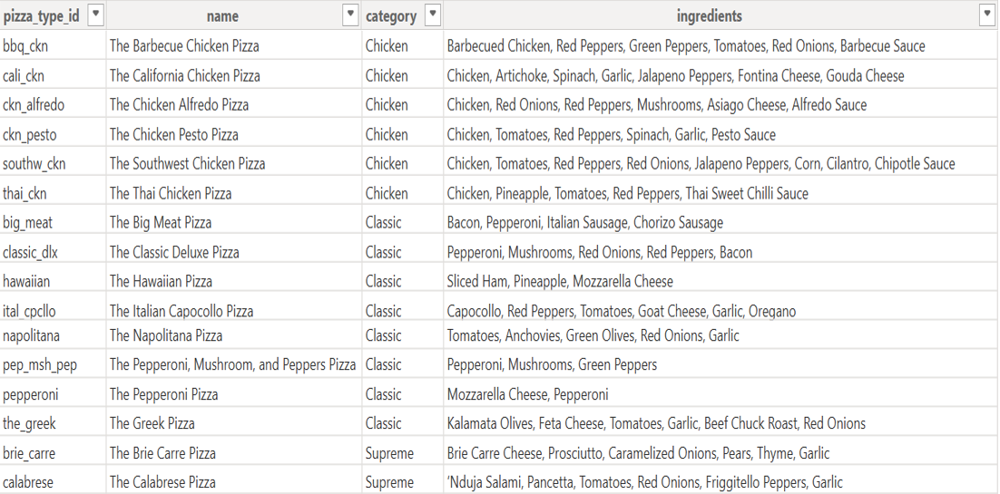 pizza_type_id name category ingredients
bbq_ckn The Barbecue Chicken Pizza Chicken Barbecued Chicken, Red Peppers, Green Peppers, Tomatoes, Red Onions, Barbecue Sauce
cali_ckn The California Chicken Pizza Chicken Chicken, Artichoke, Spinach, Garlic, Jalapeno Peppers, Fontina Cheese, Gouda Cheese
ckn_alfredo The Chicken Alfredo Pizza Chicken Chicken, Red Onions, Red Peppers, Mushrooms, Asiago Cheese, Alfredo Sauce
ckn_pesto The Chicken Pesto Pizza Chicken Chicken, Tomatoes, Red Peppers, Spinach, Garlic, Pesto Sauce
southw_ckn The Southwest Chicken Pizza Chicken Chicken, Tomatoes, Red Peppers, Red Onions, Jalapeno Peppers, Corn, Cilantro, Chipotle Sauce
thai_ckn The Thai Chicken Pizza Chicken Chicken, Pineapple, Tomatoes, Red Peppers, Thai Sweet Chilli Sauce
big_meat The Big Meat Pizza Classic Bacon, Pepperoni, Italian Sausage, Chorizo Sausage
classic_dlx The Classic Deluxe Pizza Classic Pepperoni, Mushrooms, Red Onions, Red Peppers, Bacon
hawaiian The Hawaiian Pizza Classic Sliced Ham, Pineapple, Mozzarella Cheese
ital_cpcllo The Italian Capocollo Pizza Classic Capocollo, Red Peppers, Tomatoes, Goat Cheese, Garlic, Oregano
napolitana The Napolitana Pizza Classic Tomatoes, Anchovies, Green Olives, Red Onions, Garlic
pep_msh_pep The Pepperoni, Mushroom, and Peppers Pizza Classic Pepperoni, Mushrooms, Green Peppers
pepperoni The Pepperoni Pizza Classic Mozzarella Cheese, Pepperoni
the_greek The Greek Pizza Classic Kalamata Olives, Feta Cheese, Tomatoes, Garlic, Beef Chuck Roast, Red Onions
brie_carre The Brie Carre Pizza Supreme Brie Carre Cheese, Prosciutto, Caramelized Onions, Pears, Thyme, Garlic
calabrese The Calabrese Pizza Supreme ‘Nduja Salami, Pancetta, Tomatoes, Red Onions, Friggitello Peppers, Garlic